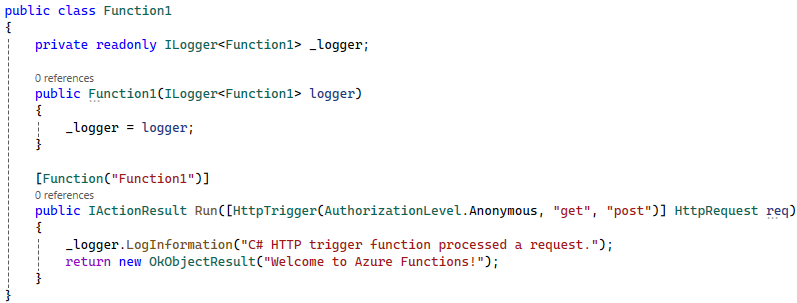 public class Function1
{
    private readonly ILogger<Function1> _logger;
    0 references
    public Function1(ILogger<Function1> logger)
    {
        _logger = logger;
    }
    [Function("Function1")]
    0 references
    public IActionResult Run([HttpTrigger(AuthorizationLevel.Anonymous, "get", "post")] HttpRequest req)
    {
        _logger.LogInformation("C# HTTP trigger function processed a request.");
        return new OkObjectResult("Welcome to Azure Functions!");
    }
}